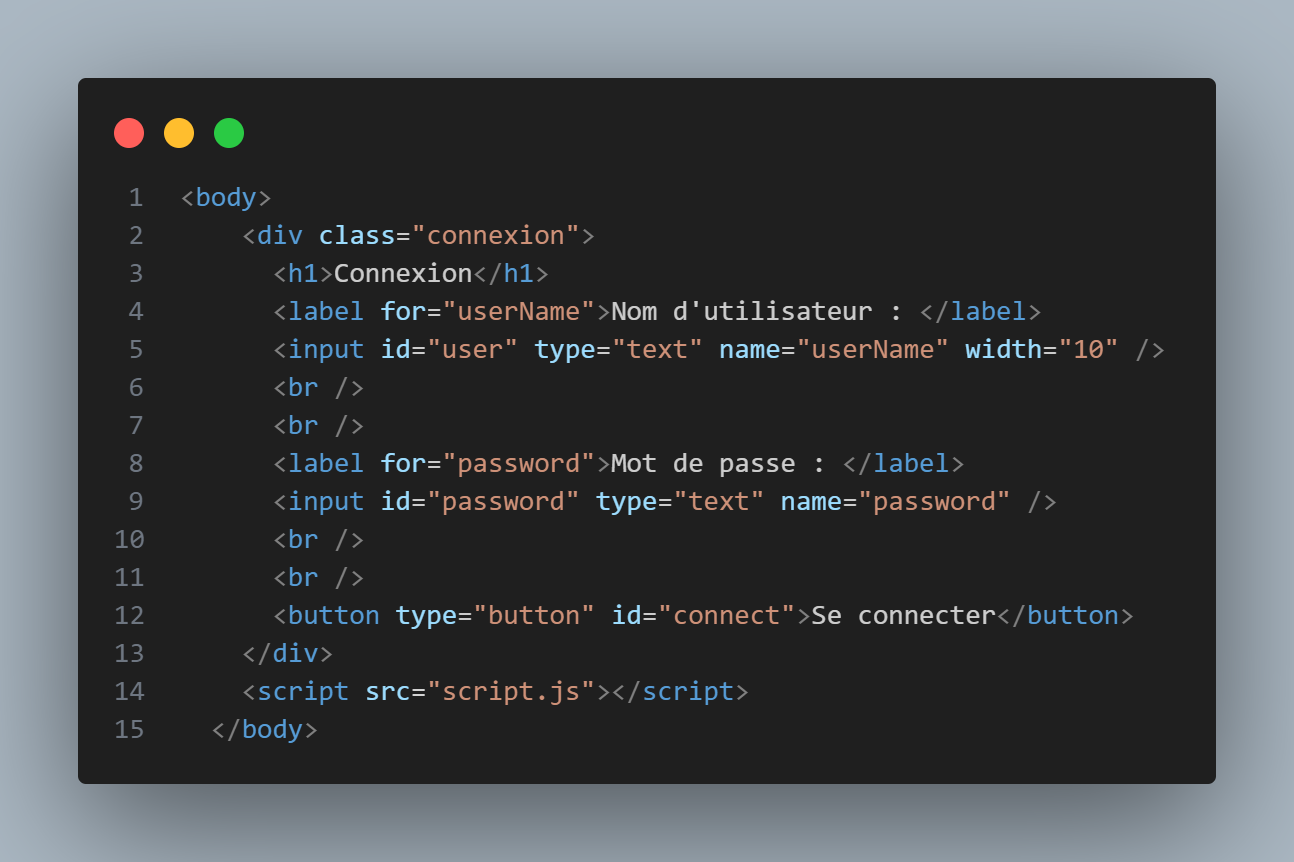 1 <body>
2     <div class="connexion">
3       <h1>Connexion</h1>
4       <label for="userName">Nom d'utilisateur : </label>
5       <input id="user" type="text" name="userName" width="10" />
6       <br />
7       <br />
8       <label for="password">Mot de passe : </label>
9       <input id="password" type="text" name="password" />
10       <br />
11       <br />
12       <button type="button" id="connect">Se connecter</button>
13     </div>
14     <script src="script.js"></script>
15   </body>